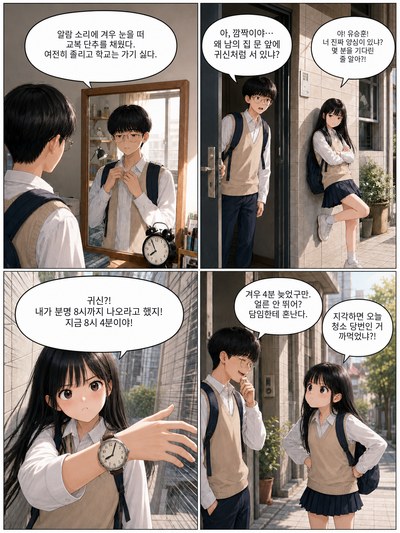 알람 소리에 겨우 눈을 떠
교복 단추를 채웠다.
여전히 졸리고 학교는 가기 싫다.
아, 깜짝이야…
왜 남의 집 문 앞에
귀신처럼 서 있냐?
야! 유승훈!
너 진짜 양심이 있냐?
몇 분을 기다린
줄 알아?!
귀신?!
내가 분명 8시까지 나오라고 했지!
지금 8시 4분이야!
겨우 4분 늦었구만.
얼른 안 뛰어?
담임한테 혼난다.
지각하면 오늘
청소 당번인 거
까먹었냐?!